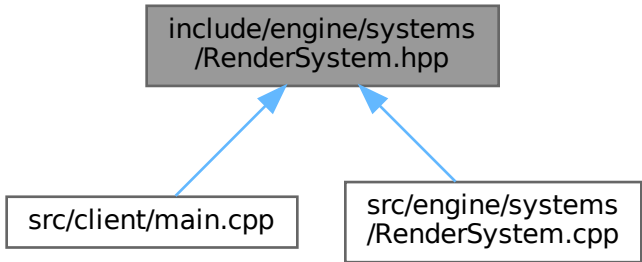 include/engine/systems
/RenderSystem.hpp
src/client/main.cpp
src/engine/systems
/RenderSystem.cpp